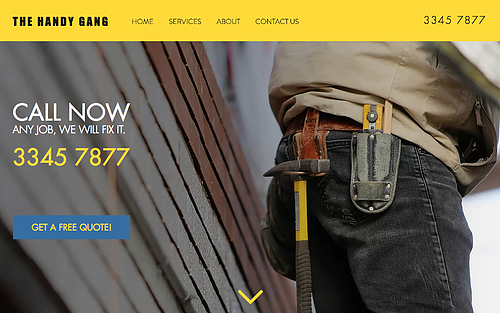 THE HANDY GANG HOME SERVICES ABOUT CONTACT US 3345 7877
CALL NOW
ANY JOB, WE WILL FIX IT.
3345 7877
GET A FREE QUOTE!